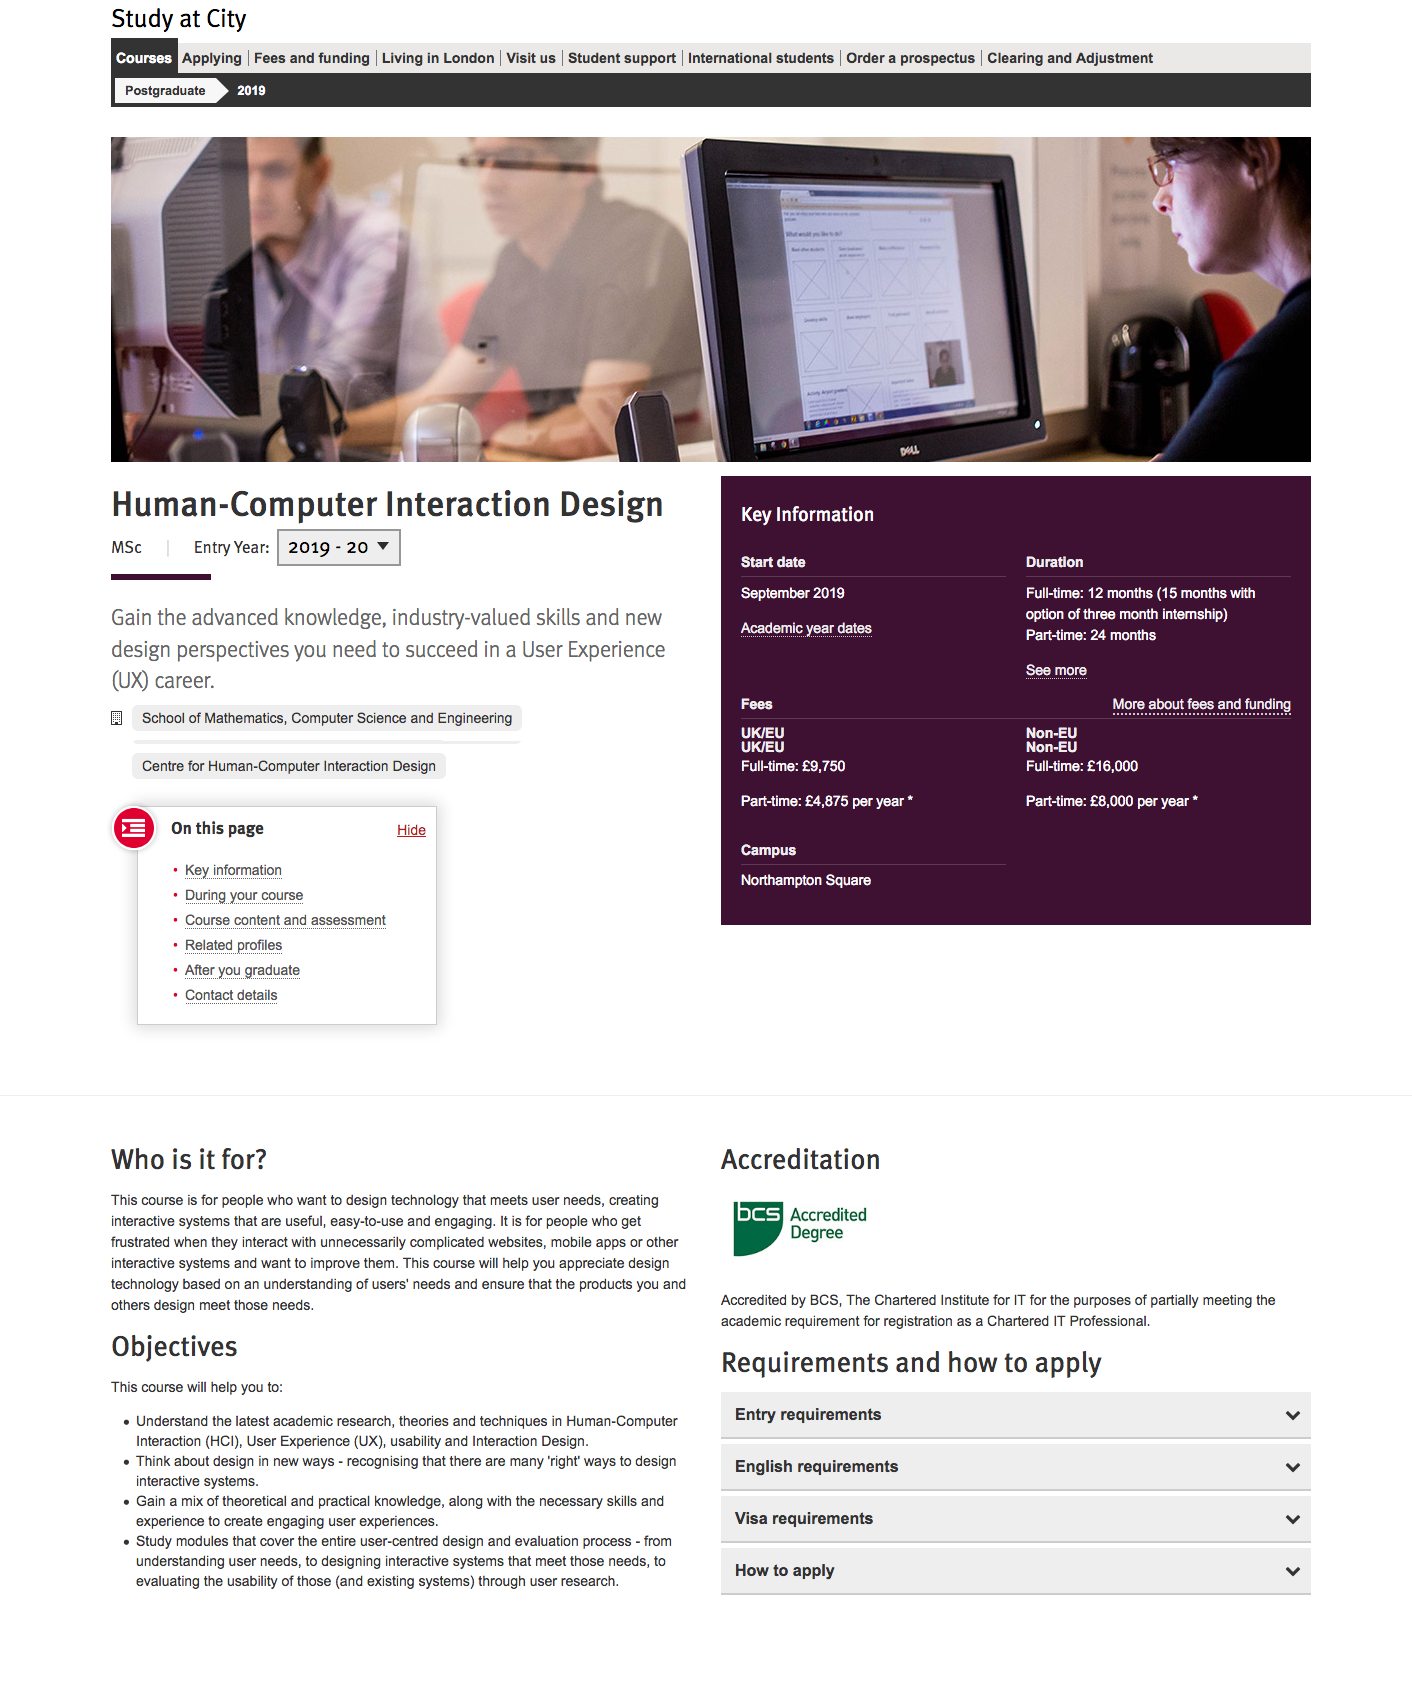 Study at City
Courses
Applying
Fees and funding
Living in London
Visit us
Student support
International students
Order a prospectus
Clearing and Adjustment
Postgraduate
2019
What would you like to do?
DELL
Human-Computer Interaction Design
MSc
Entry Year:
2019 - 20
Gain the advanced knowledge, industry-valued skills and new
design perspectives you need to succeed in a User Experience
(UX) career.
School of Mathematics, Computer Science and Engineering
Centre for Human-Computer Interaction Design
On this page
Hide
Key information
During your course
Course content and assessment
Related profiles
After you graduate
Contact details
Key Information
Start date
September 2019
Academic year dates
Duration
Full-time: 12 months (15 months with
option of three month internship)
Part-time: 24 months
See more
Fees
More about fees and funding
UK/EU
UK/EU
Full-time: £9,750
Part-time: £4,875 per year *
Non-EU
Non-EU
Full-time: £16,000
Part-time: £8,000 per year *
Campus
Northampton Square
Who is it for?
This course is for people who want to design technology that meets user needs, creating
interactive systems that are useful, easy-to-use and engaging. It is for people who get
frustrated when they interact with unnecessarily complicated websites, mobile apps or other
interactive systems and want to improve them. This course will help you appreciate design
technology based on an understanding of users' needs and ensure that the products you and
others design meet those needs.
Objectives
This course will help you to:
Understand the latest academic research, theories and techniques in Human-Computer
Interaction (HCI), User Experience (UX), usability and Interaction Design.
Think about design in new ways - recognising that there are many 'right' ways to design
interactive systems.
Gain a mix of theoretical and practical knowledge, along with the necessary skills and
experience to create engaging user experiences.
Study modules that cover the entire user-centred design and evaluation process - from
understanding user needs, to designing interactive systems that meet those needs, to
evaluating the usability of those (and existing systems) through user research.
Accreditation
bcs
Accredited
Degree
Accredited by BCS, The Chartered Institute for IT for the purposes of partially meeting the
academic requirement for registration as a Chartered IT Professional.
Requirements and how to apply
Entry requirements
English requirements
Visa requirements
How to apply